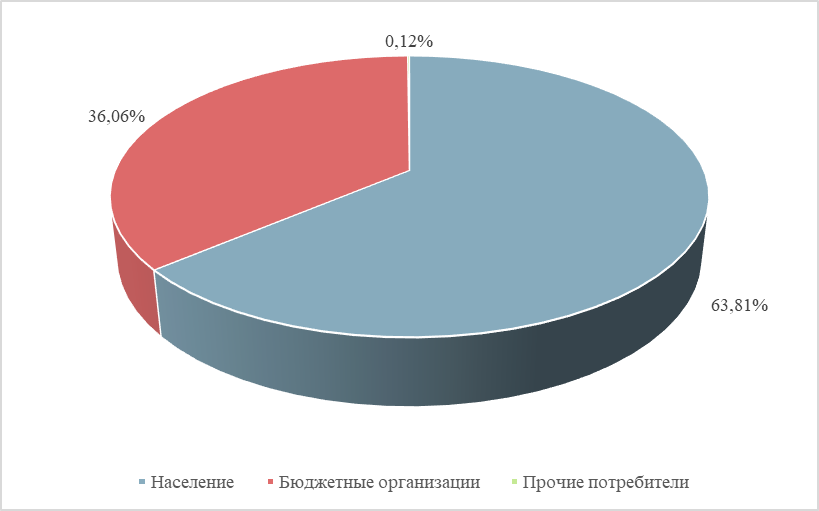 0,12%
36,06%
63,81%
Население Бюджетные организации Прочие потребители